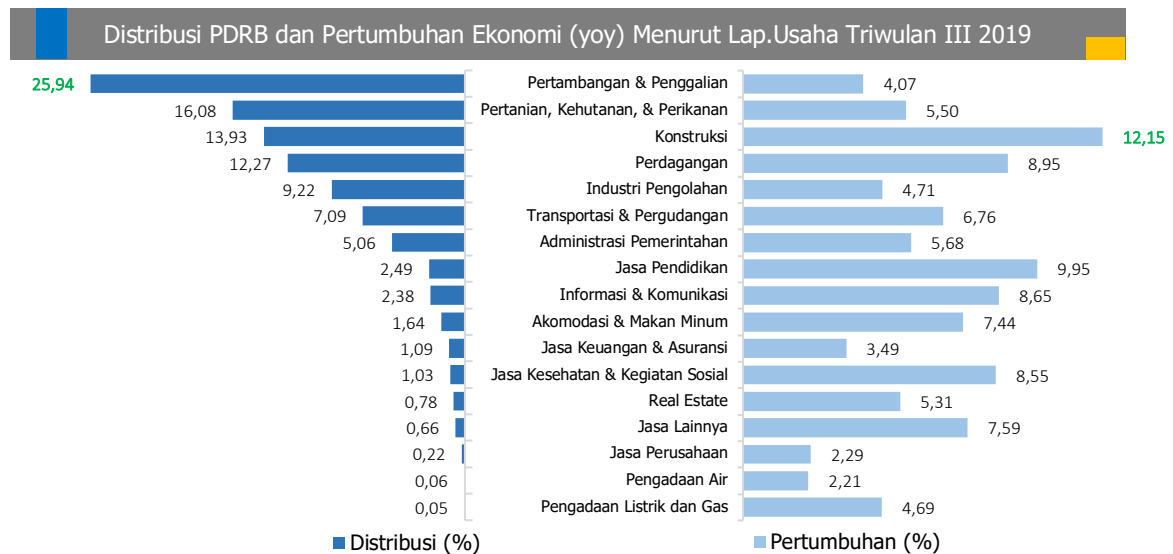 Distribusi PDRB dan Pertumbuhan Ekonomi (yoy) Menurut Lap.Usaha Triwulan III 2019
25,94 Pertambangan & Penggalian 4,07
16,08 Pertanian, Kehutanan, & Perikanan 5,50
13,93 Konstruksi 12,15
12,27 Perdagangan 8,95
9,22 Industri Pengolahan 4,71
7,09 Transportasi & Pergudangan 6,76
5,06 Administrasi Pemerintahan 5,68
2,49 Jasa Pendidikan 9,95
2,38 Informasi & Komunikasi 8,65
1,64 Akomodasi & Makan Minum 7,44
1,09 Jasa Keuangan & Asuransi 3,49
1,03 Jasa Kesehatan & Kegiatan Sosial 8,55
0,78 Real Estate 5,31
0,66 Jasa Lainnya 7,59
0,22 Jasa Perusahaan 2,29
0,06 Pengadaan Air 2,21
0,05 Pengadaan Listrik dan Gas 4,69
Distribusi (%) Pertumbuhan (%)